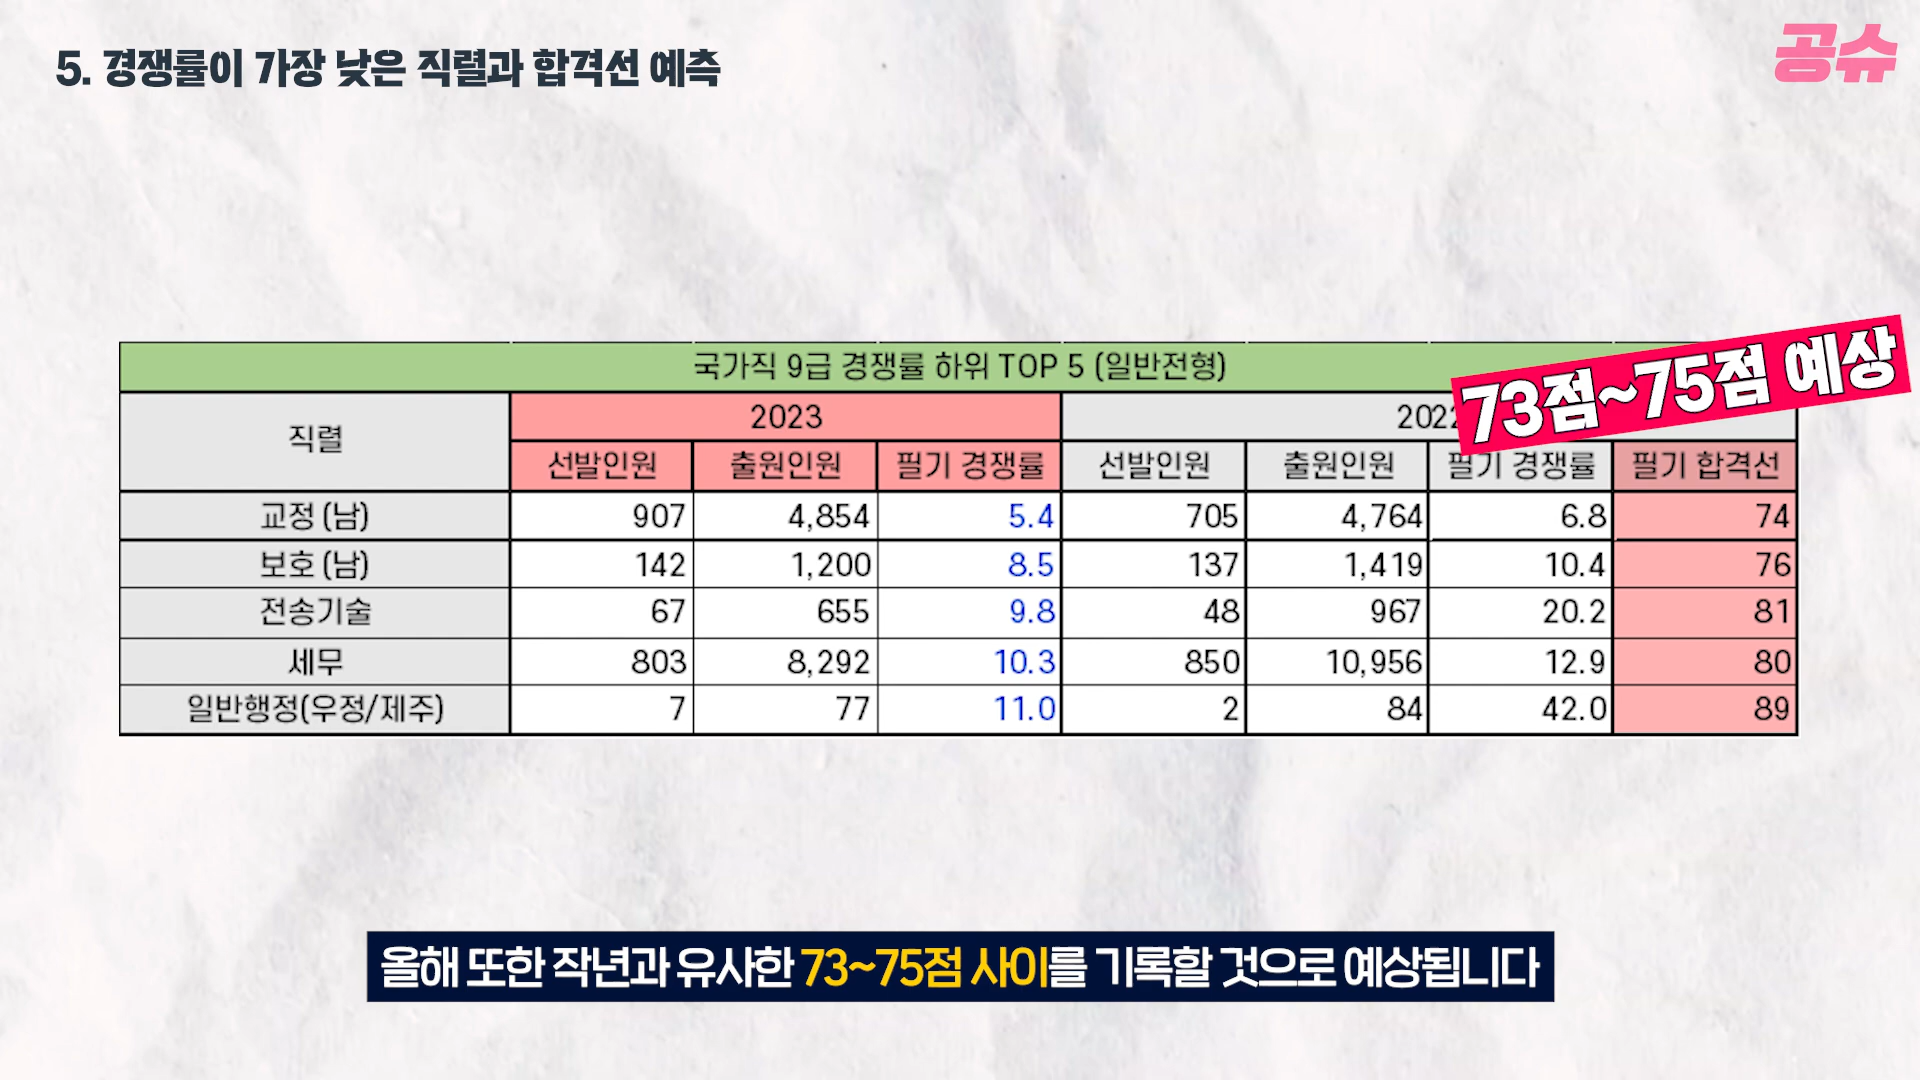 5. 경쟁률이 가장 낮은 직렬과 합격선 예측
공슈
국가직 9급 경쟁률 하위 TOP 5 (일반전형)
73점~75점 예상
직렬 2023 202
선발인원 출원인원 필기 경쟁률 선발인원 출원인원 필기 경쟁률 필기 합격선
교정 (남) 907 4,854 5.4 705 4,764 6.8 74
보호 (남) 142 1,200 8.5 137 1,419 10.4 76
전송기술 67 655 9.8 48 967 20.2 81
세무 803 8,292 10.3 850 10,956 12.9 80
일반행정(우정/제주) 7 77 11.0 2 84 42.0 89
올해 또한 작년과 유사한 73~75점 사이를 기록할 것으로 예상됩니다